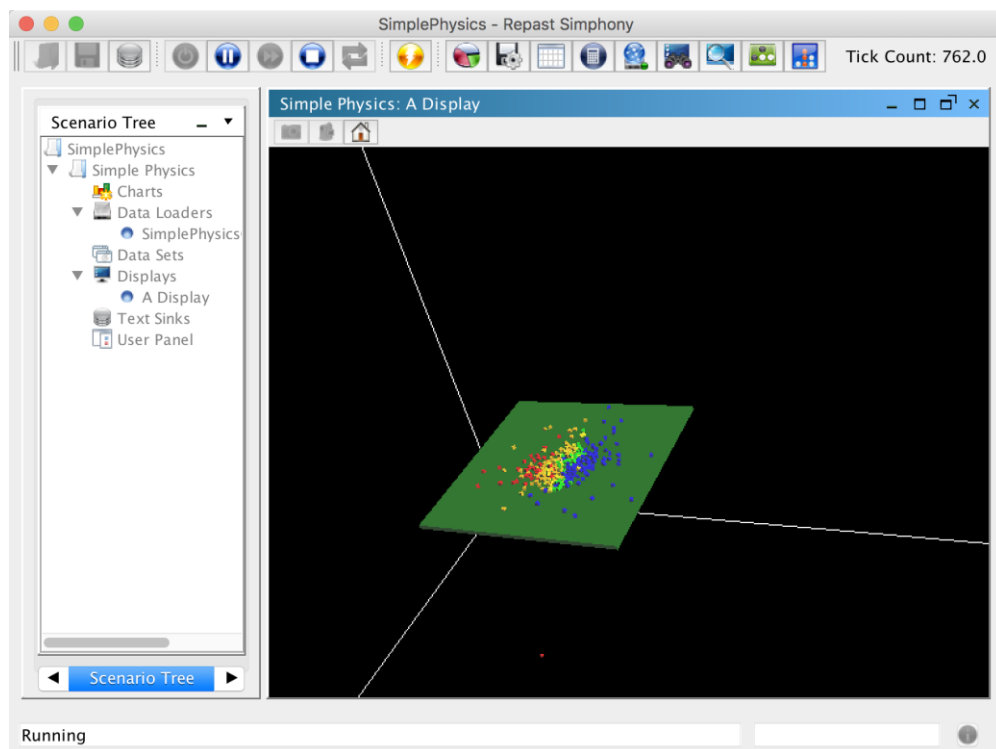 SimplePhysics - Repast Simphony
Tick Count: 762.0
Scenario Tree
SimplePhysics
Simple Physics
Charts
Data Loaders
SimplePhysics
Data Sets
Displays
A Display
Text Sinks
User Panel
Scenario Tree
Simple Physics: A Display
Running